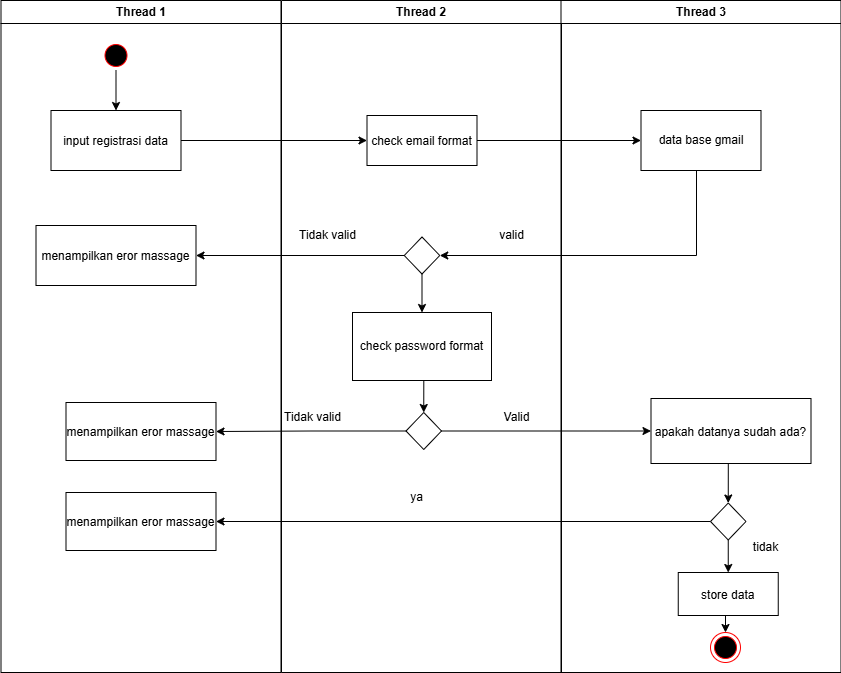 Thread 1
Thread 2
Thread 3
input registrasi data
check email format
data base gmail
Tidak valid
valid
menampilkan eror massage
check password format
Tidak valid
Valid
menampilkan eror massage
apakah datanya sudah ada?
ya
menampilkan eror massage
tidak
store data